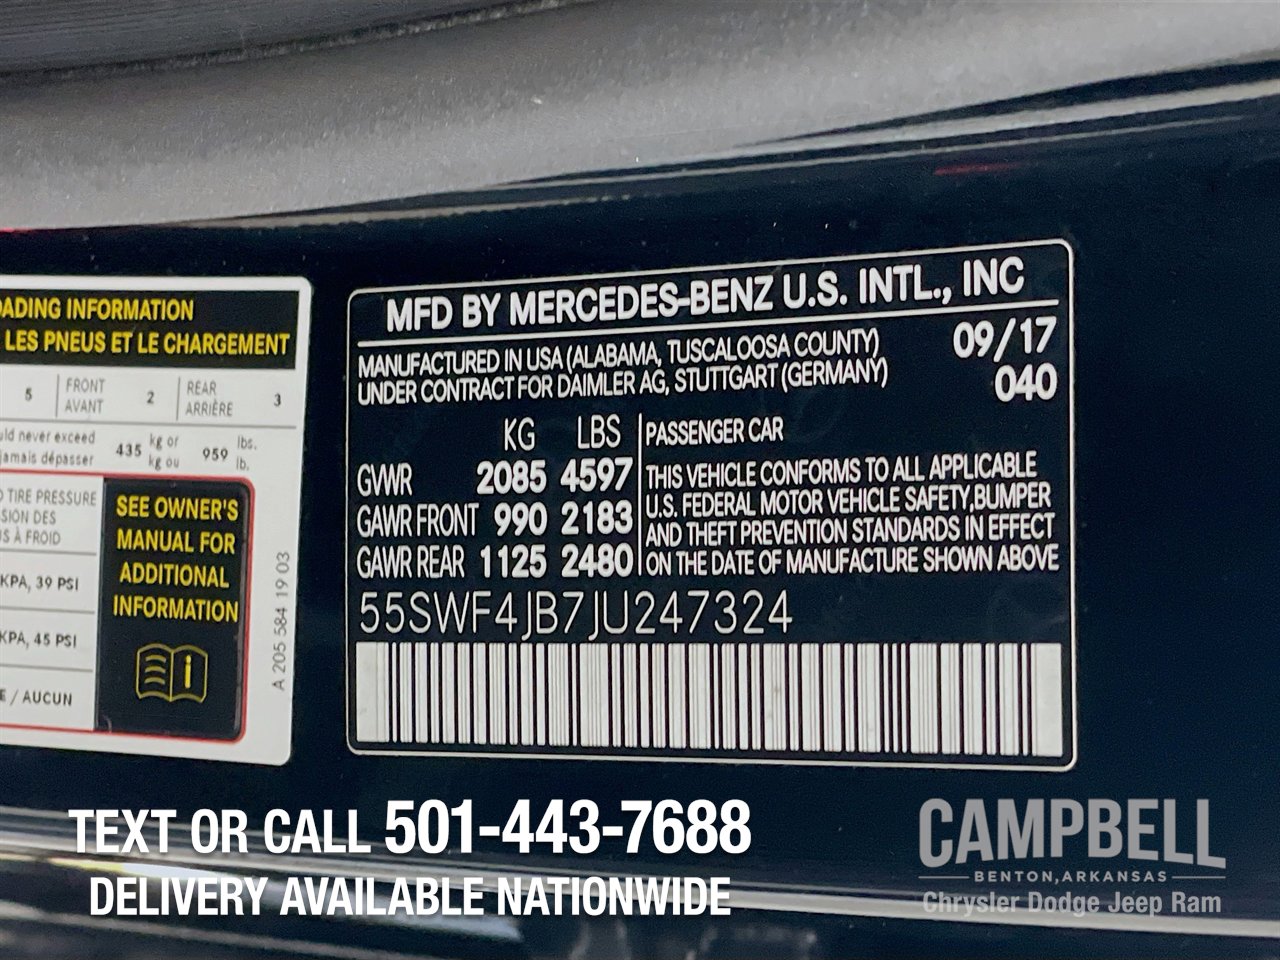 ADING INFORMATION
LES PNEUS ET LE CHARGEMENT
5 FRONT AVANT 2 REAR ARRIÈRE 3
never exceed 435 kg or 959 lbs.
jamais dépasser kg ou lb.
TIRE PRESSURE
DES
À FROID
KPA, 39 PSI
KPA, 45 PSI
/ AUCUN
SEE OWNER'S
MANUAL FOR
ADDITIONAL
INFORMATION
A 205 584 19 03
MFD BY MERCEDES-BENZ U.S. INTL., INC
MANUFACTURED IN USA (ALABAMA, TUSCALOOSA COUNTY) 09/17
UNDER CONTRACT FOR DAIMLER AG, STUTTGART (GERMANY) 040
KG LBS
GVWR 2085 4597
GAWR FRONT 990 2183
GAWR REAR 1125 2480
PASSENGER CAR
THIS VEHICLE CONFORMS TO ALL APPLICABLE
U.S. FEDERAL MOTOR VEHICLE SAFETY,BUMPER
AND THEFT PREVENTION STANDARDS IN EFFECT
ON THE DATE OF MANUFACTURE SHOWN ABOVE
55SWF4JB7JU247324
TEXT OR CALL 501-443-7688
DELIVERY AVAILABLE NATIONWIDE
CAMPBELL
BENTON,ARKANSAS
Chrysler Dodge Jeep Ram